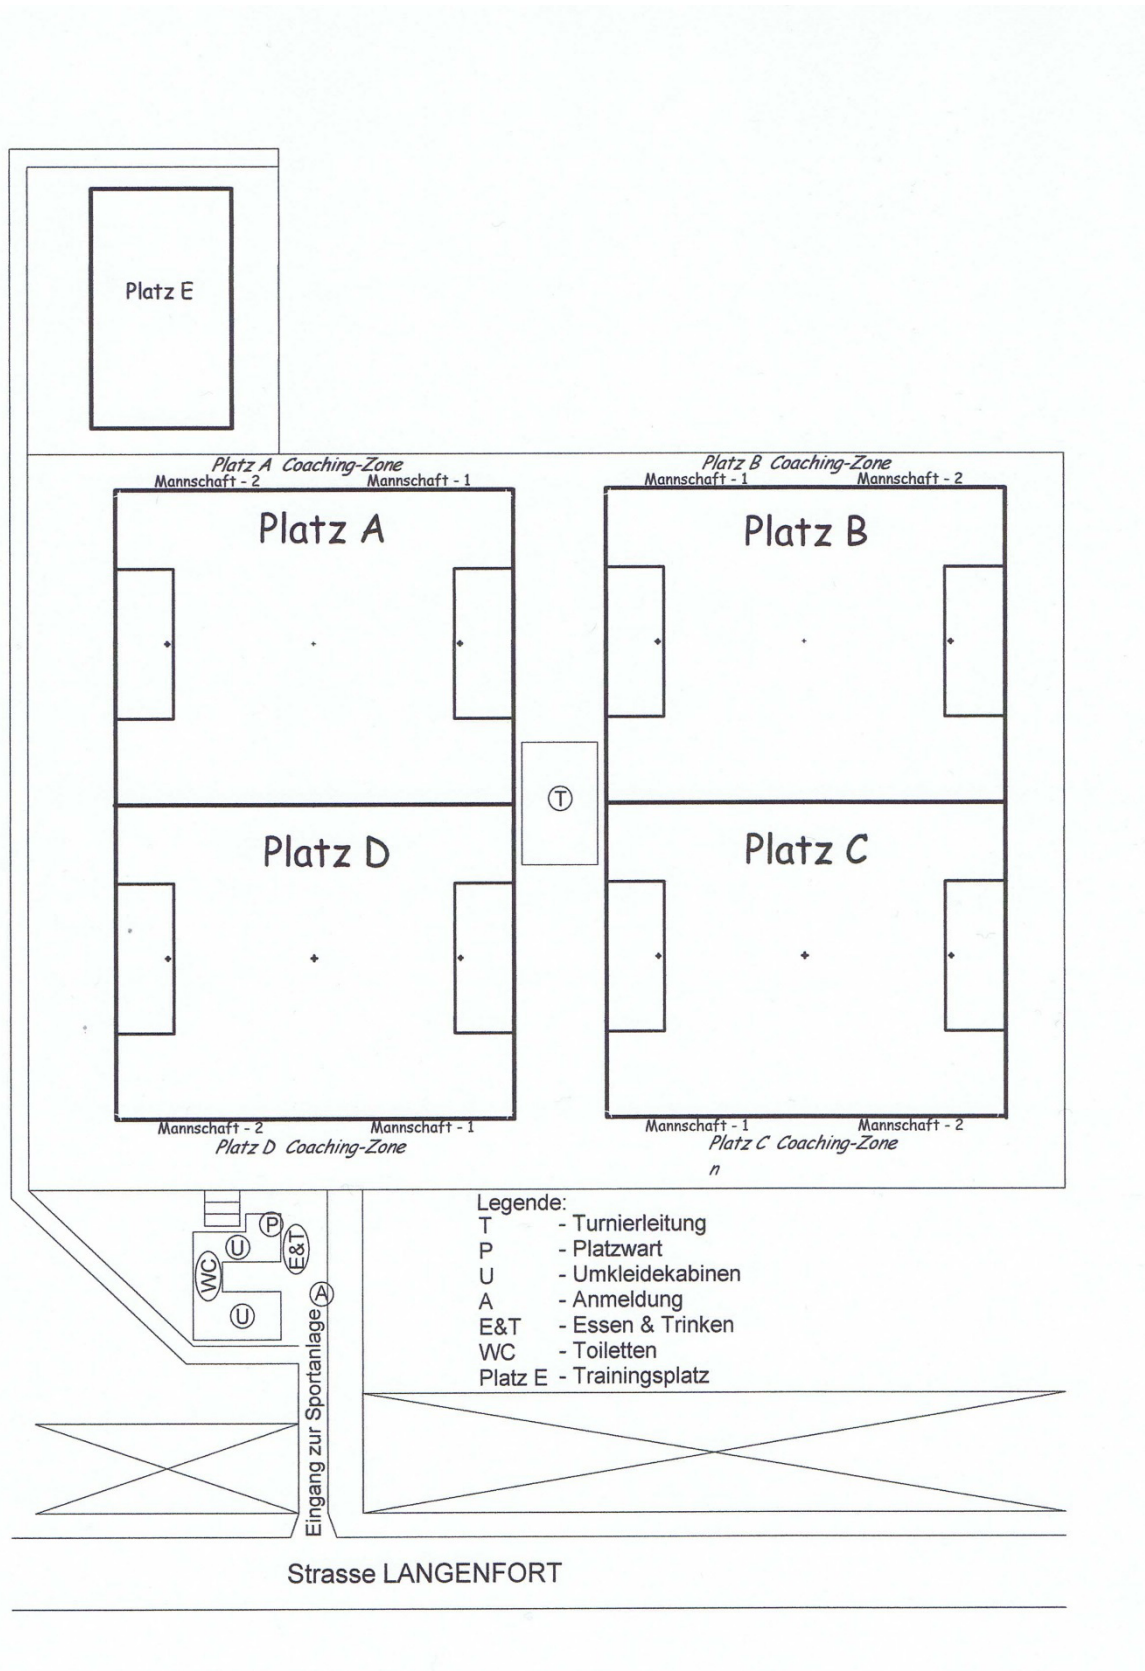 Platz E
Platz A Coaching-Zone
Mannschaft - 2 Mannschaft - 1
Platz B Coaching-Zone
Mannschaft - 1 Mannschaft - 2
Platz A
Platz B
T
Platz D
Platz C
Mannschaft - 2 Mannschaft - 1
Platz D Coaching-Zone
Mannschaft - 1 Mannschaft - 2
Platz C Coaching-Zone
n
P
U
E&T
WC
A
U
Eingang zur Sportanlage
Legende:
T - Turnierleitung
P - Platzwart
U - Umkleidekabinen
A - Anmeldung
E&T - Essen & Trinken
WC - Toiletten
Platz E - Trainingsplatz
Strasse LANGENFORT